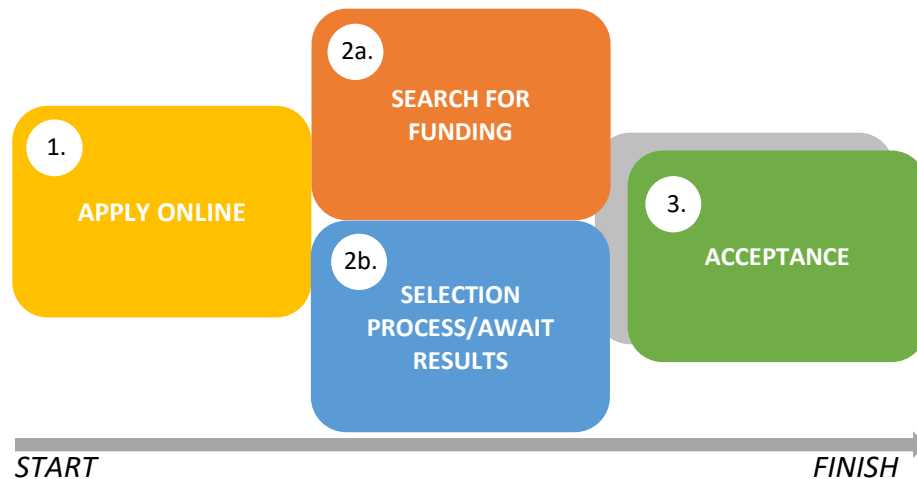 1.
APPLY ONLINE
2a.
SEARCH FOR
FUNDING
2b.
SELECTION
PROCESS/AWAIT
RESULTS
3.
ACCEPTANCE
START
FINISH